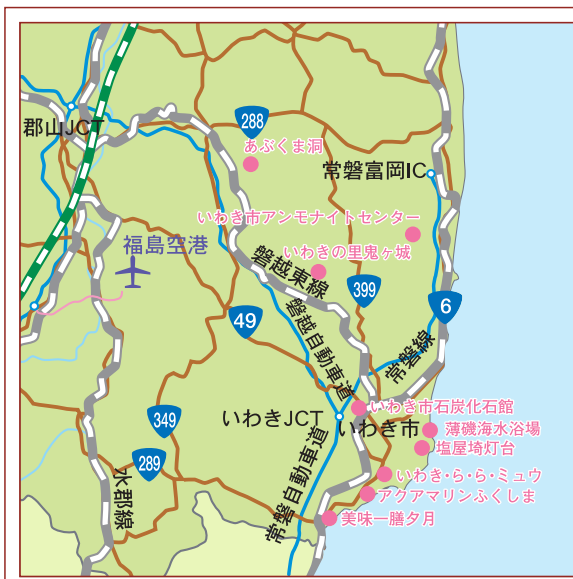 288
郡山JCT
あぶくま洞
常磐富岡IC
いわき市アンモナイトセンター
福島空港
いわきの里鬼ヶ城
磐越東線
399
6
49
磐越自動車道
常磐線
349
いわきJCT
いわき市石炭化石館
いわき市
薄磯海水浴場
塩屋埼灯台
289
水郡線
常磐自動車道
いわき・ら・ら・ミュウ
アクアマリンふくしま
美味一膳夕月